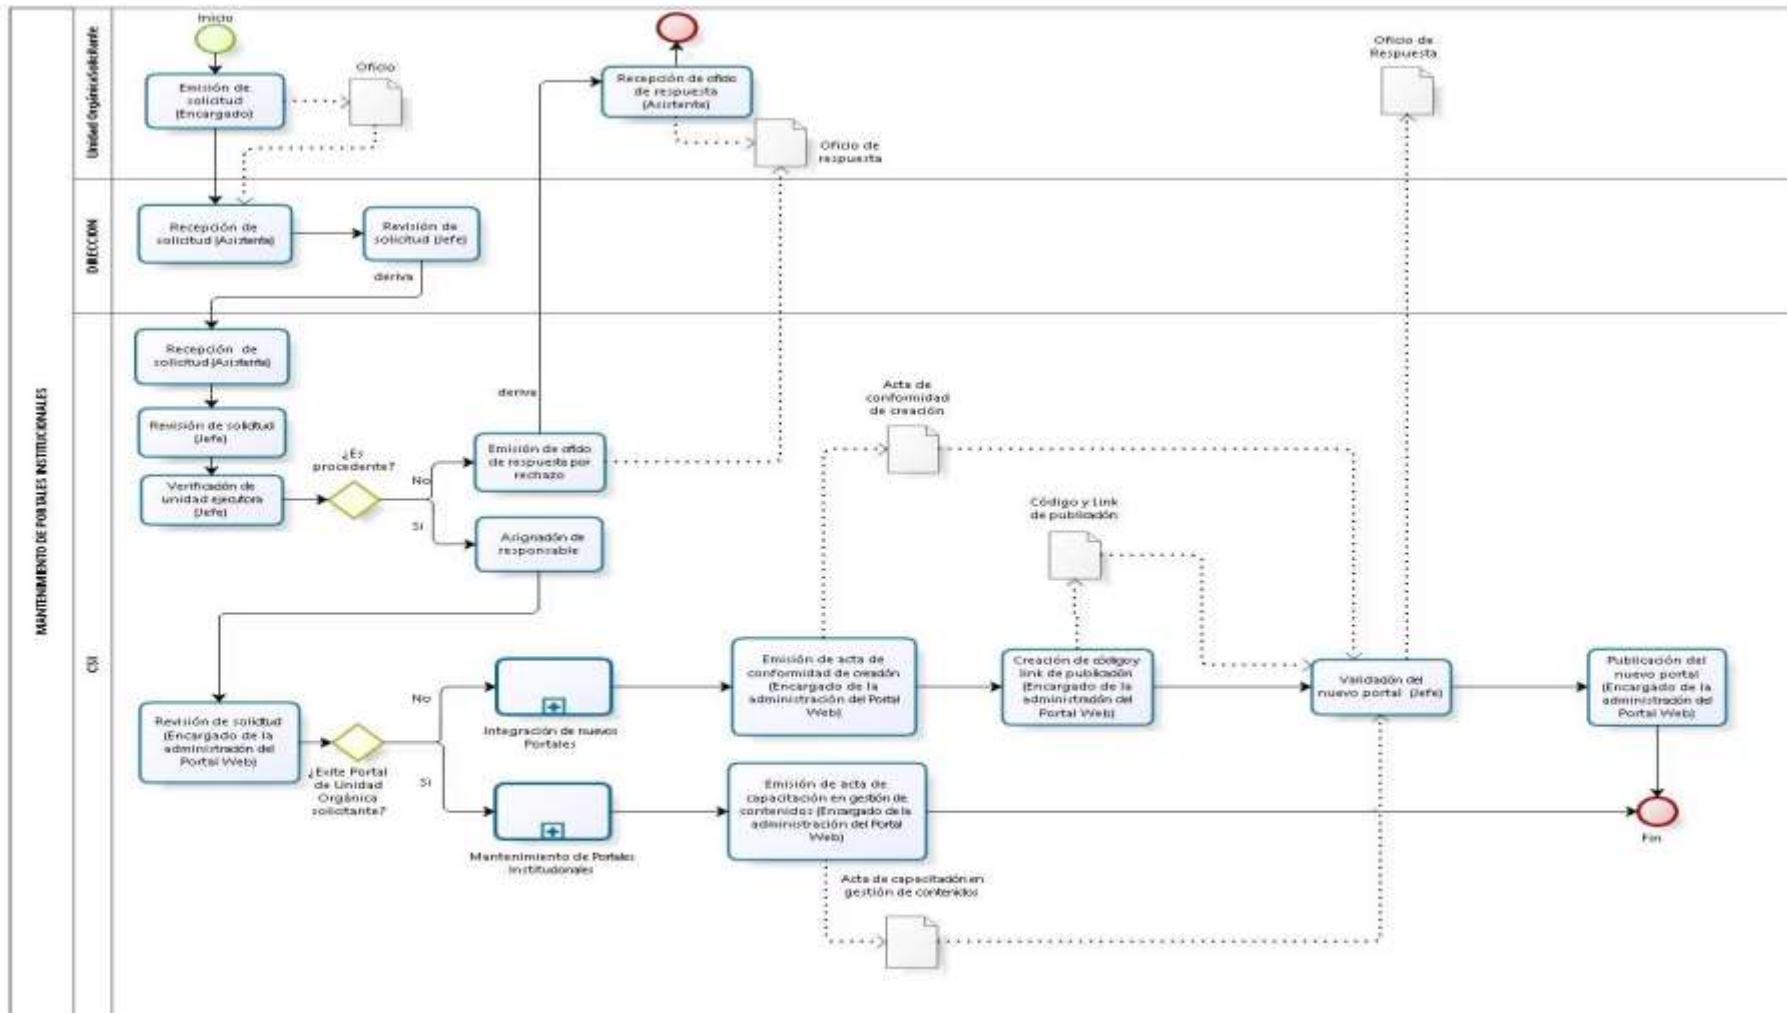 MANTENIMIENTO DE PORTALES INSTITUCIONALES
Unidad OrgánicaSolicitante
Inicio
Emisión de
solicitud
(Encargado)
Oficio
Recepción de oficio
de respuesta
(Asistente)
Oficio de
respuesta
Oficio de
Respuesta
DIRECCION
Recepción de
solicitud (Asistente)
Revisión de
solicitud (Jefe)
deriva
CSI
Recepción de
solicitud (Asistente)
Revisión de solicitud
(Jefe)
Verificación de
unidad ejecutora
(Jefe)
¿Es
procedente?
No
Si
deriva
Emisión de oficio
de respuesta por
rechazo
Asignación de
responsable
Acta de
conformidad
de creación
Código y Link
de publicación
Revisión de solicitud
(Encargado de la
administración del
Portal Web)
¿Exite Portal
de Unidad
Orgánica
solicitante?
No
Si
Integración de nuevos
Portales
Emisión de acta de
conformidad de creación
(Encargado de la
administración del Portal
Web)
Creación de código y
link de publicación
(Encargado de la
administración del
Portal Web)
Validación del
nuevo portal (Jefe)
Publicación del
nuevo portal
(Encargado de la
administración del
Portal Web)
Mantenimiento de Portales
Institucionales
Emisión de acta de
capacitación en gestión de
contenidos (Encargado de la
administración del Portal
Web)
Acta de capacitación en
gestión de contenidos
Fin